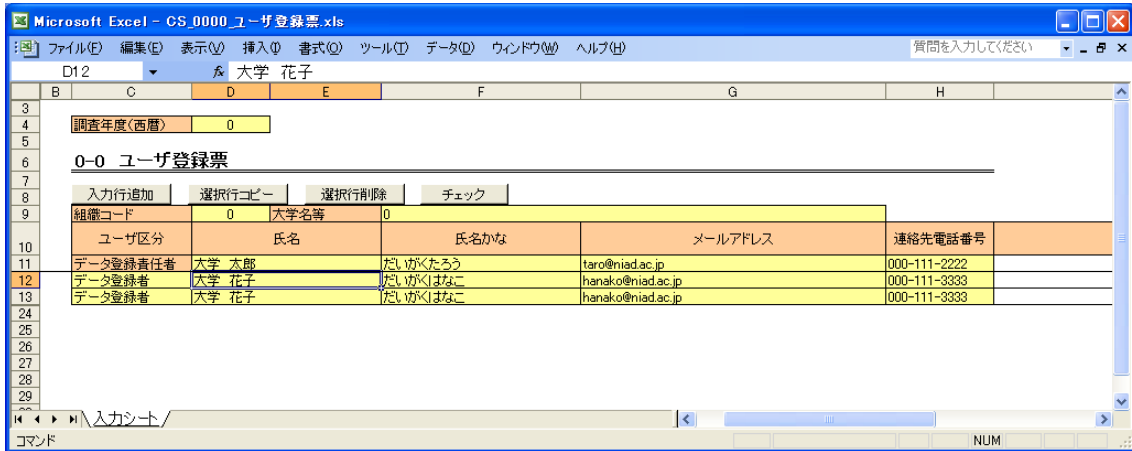 Microsoft Excel - CS_0000_ユーザ登録票.xls
ファイル(F) 編集(E) 表示(V) 挿入(I) 書式(O) ツール(T) データ(D) ウィンドウ(W) ヘルプ(H) 質問を入力してください
D12 fx 大学 花子
B C D E F G H
3
4 調査年度(西暦) 0
5
6 0-0 ユーザ登録票
7
8 入力行追加 選択行コピー 選択行削除 チェック
9 組織コード 0 大学名等 0
10 ユーザ区分 氏名 氏名かな メールアドレス 連絡先電話番号
11 データ登録責任者 大学 太郎 だいがくたろう taro@niad.ac.jp 000-111-2222
12 データ登録者 大学 花子 だいがくはなこ hanako@niad.ac.jp 000-111-3333
13 データ登録者 大学 花子 だいがくはなこ hanako@niad.ac.jp 000-111-3333
24
25
26
27
28
29
入力シート
コマンド NUM